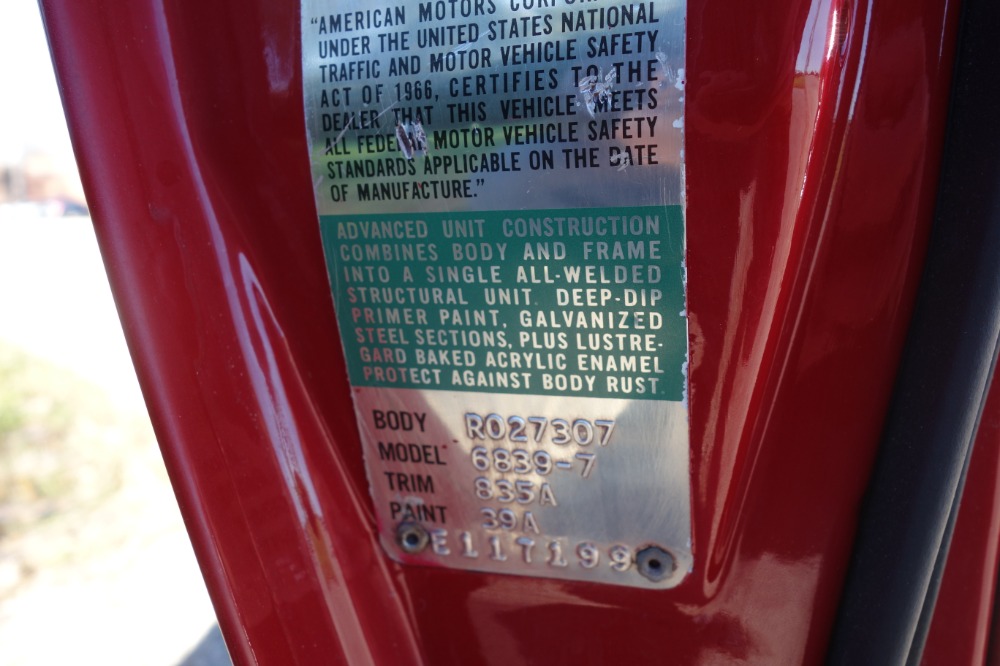 "AMERICAN MOTORS
UNDER THE UNITED STATES NATIONAL
TRAFFIC AND MOTOR VEHICLE SAFETY
ACT OF 1966, CERTIFIES TO THE
DEALER THAT THIS VEHICLE MEETS
ALL FEDERAL MOTOR VEHICLE SAFETY
STANDARDS APPLICABLE ON THE DATE
OF MANUFACTURE."
ADVANCED UNIT CONSTRUCTION
COMBINES BODY AND FRAME
INTO A SINGLE ALL-WELDED
STRUCTURAL UNIT. DEEP-DIP
PRIMER PAINT, GALVANIZED
STEEL SECTIONS, PLUS LUSTRE-
GARD BAKED ACRYLIC ENAMEL
PROTECT AGAINST BODY RUST.
BODY R027307
MODEL 6839-7
TRIM 835A
PAINT 39A
E117199